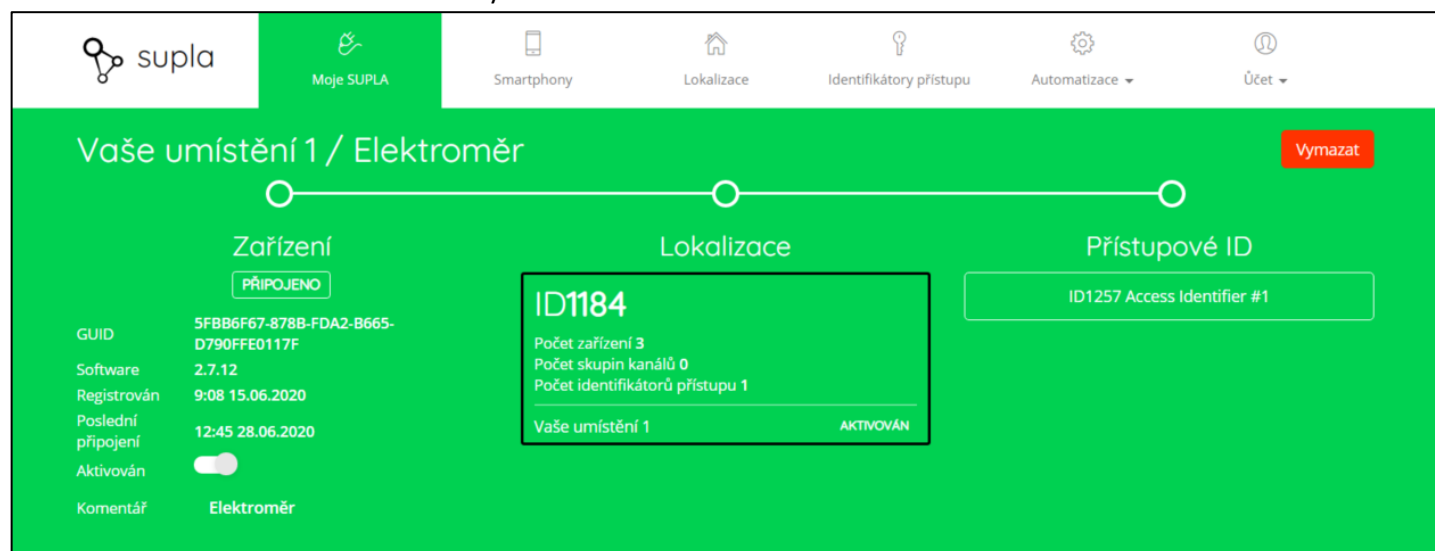 supla
Moje SUPLA
Smartphony
Lokalizace
Identifikátory přístupu
Automatizace
Účet
Vaše umístění 1 / Elektroměr
Vymazat
Zařízení
PŘIPOJENO
GUID 5FBB6F67-878B-FDA2-B665-
D790FFE0117F
Software 2.7.12
Registrován 9:08 15.06.2020
Poslední
připojení 12:45 28.06.2020
Aktivován
Komentář Elektroměr
Lokalizace
ID1184
Počet zařízení 3
Počet skupin kanálů 0
Počet identifikátorů přístupu 1
Vaše umístění 1 AKTIVOVÁN
Přístupové ID
ID1257 Access Identifier #1